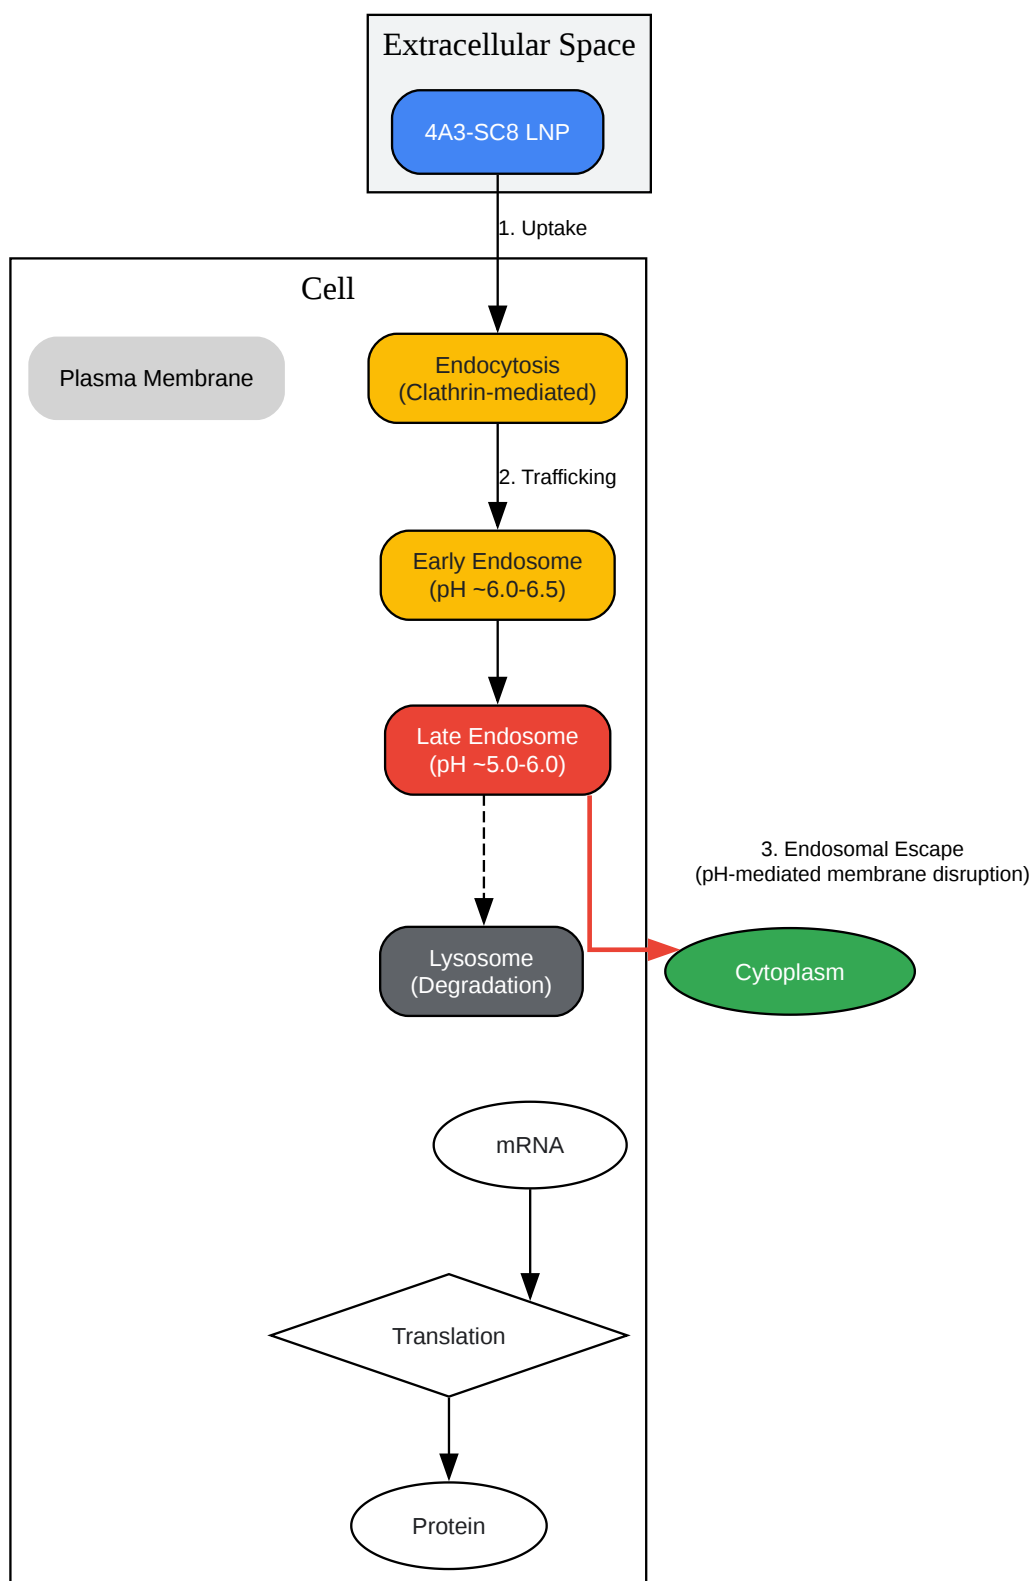 Extracellular Space
4A3-SC8 LNP
1. Uptake
Cell
Plasma Membrane
Endocytosis
(Clathrin-mediated)
2. Trafficking
Early Endosome
(pH ~6.0-6.5)
Late Endosome
(pH ~5.0-6.0)
3. Endosomal Escape
(pH-mediated membrane disruption)
Lysosome
(Degradation)
Cytoplasm
mRNA
Translation
Protein